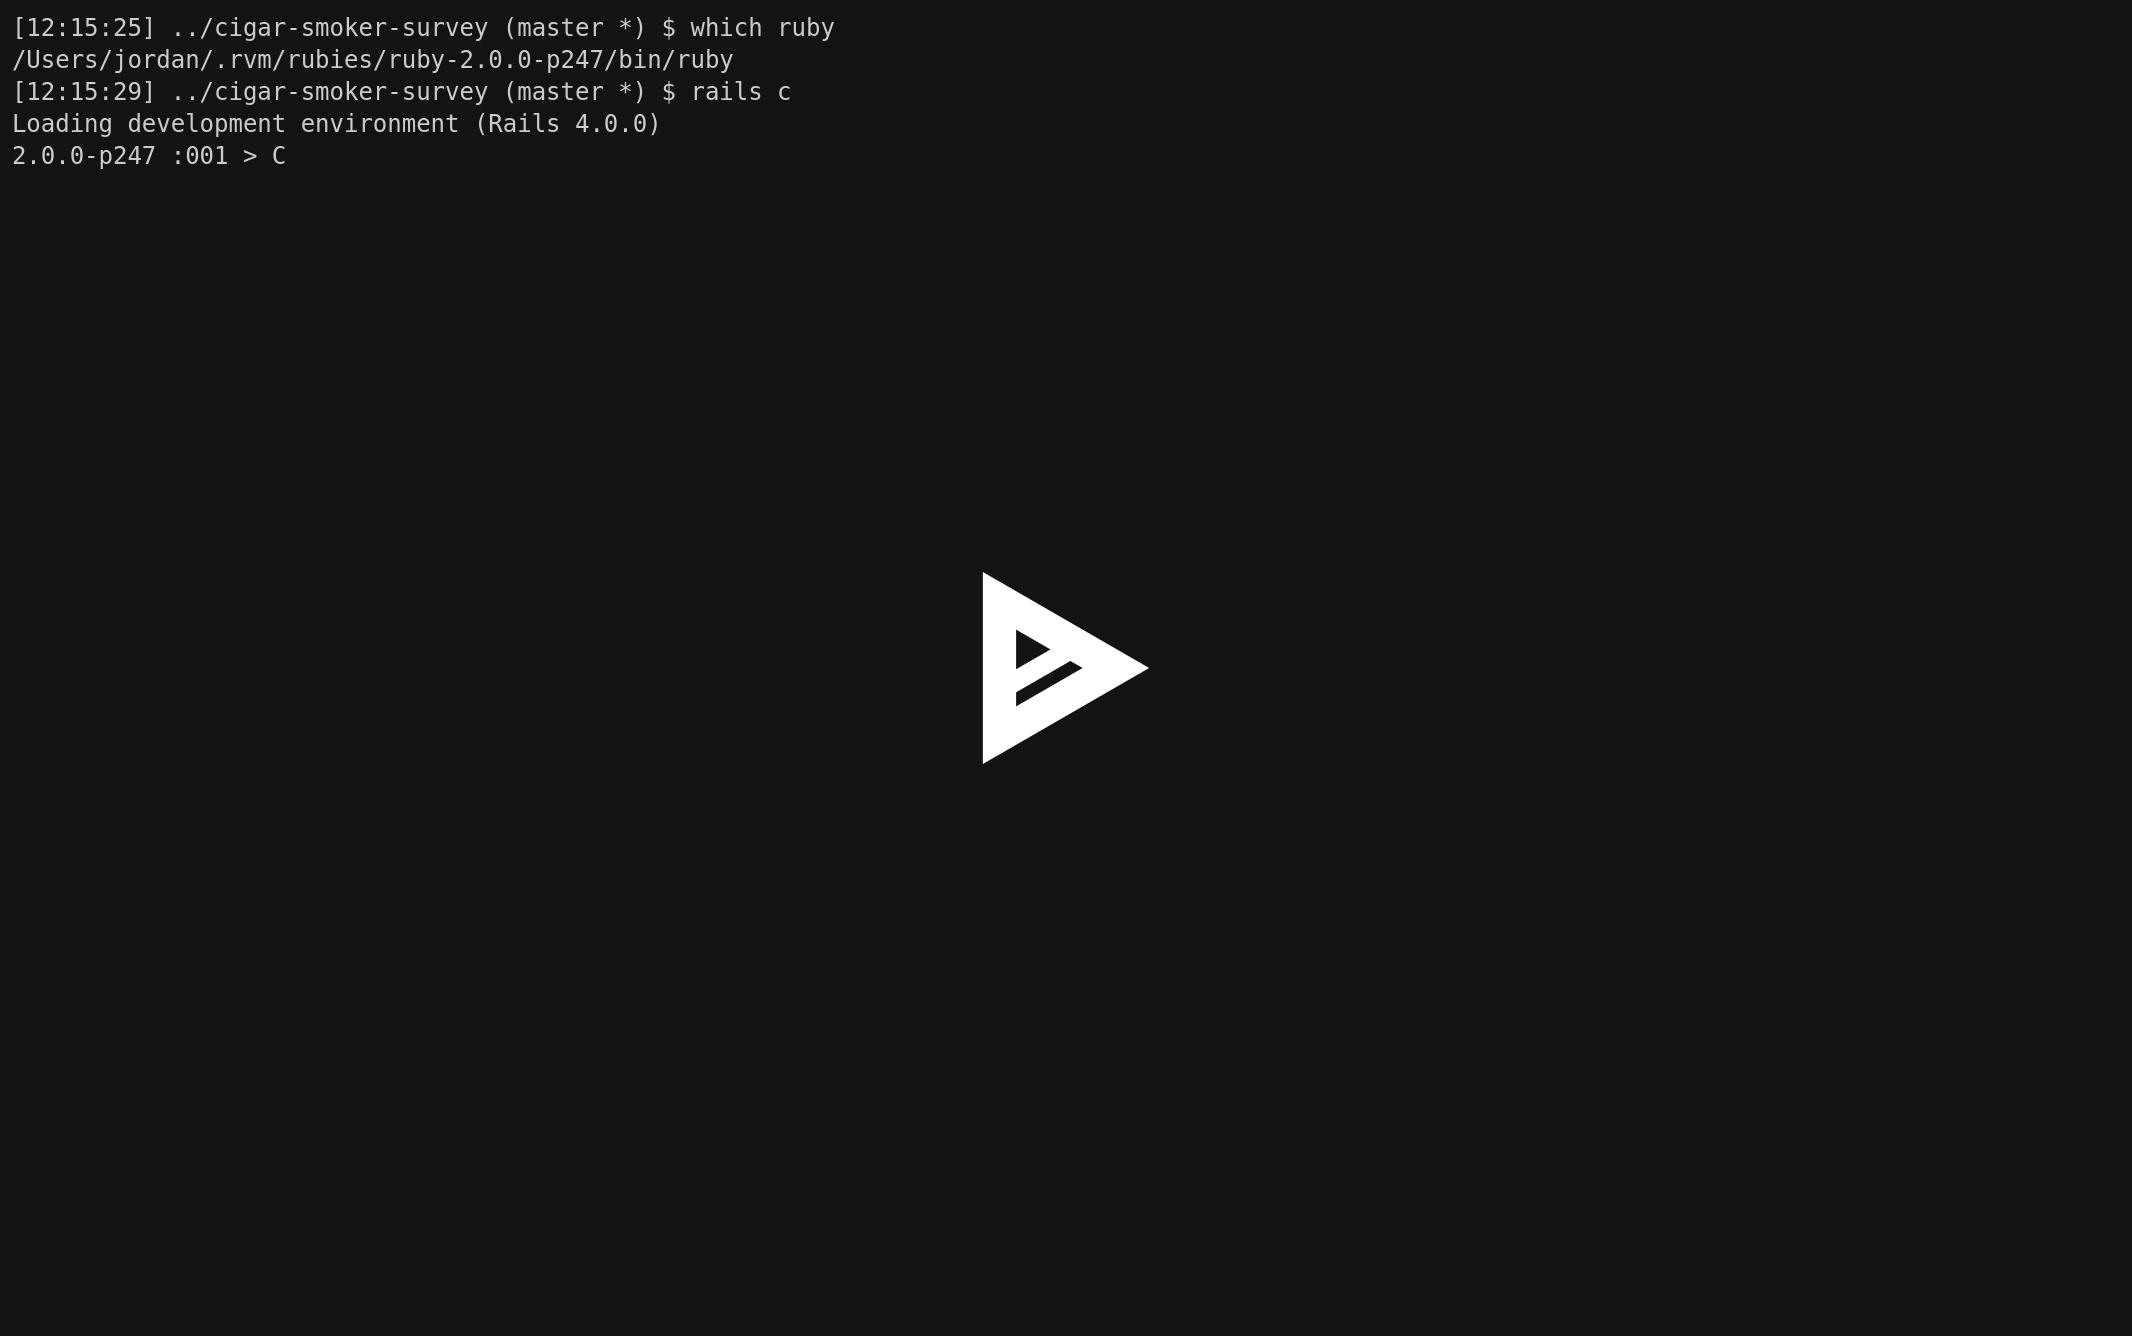 [12:15:25] ../cigar-smoker-survey (master *) $ which ruby
/Users/jordan/.rvm/rubies/ruby-2.0.0-p247/bin/ruby
[12:15:29] ../cigar-smoker-survey (master *) $ rails c
Loading development environment (Rails 4.0.0)
2.0.0-p247 :001 > C